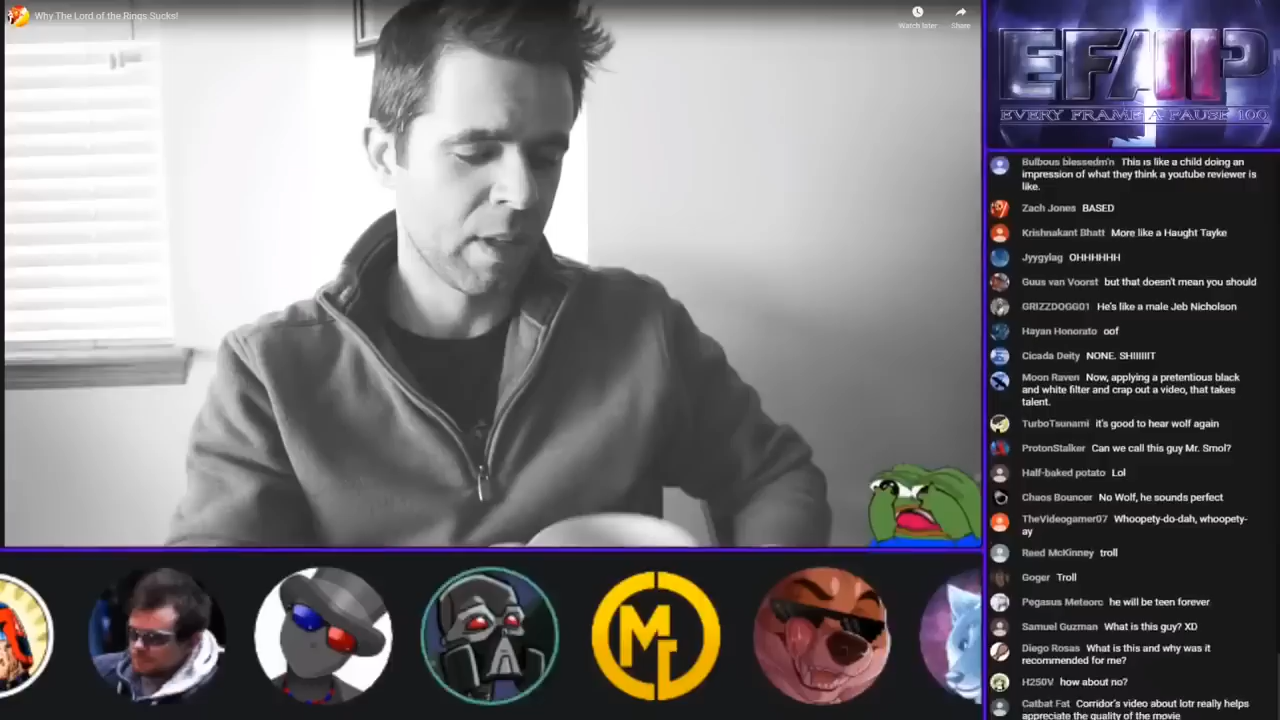 Why The Lord of the Rings Sucks!
Watch later
Share
EFAP
EVERY FRAME A PAUSE 100
Bulbous blessedm'n This is like a child doing an
impression of what they think a youtube reviewer is
like.
Zach Jones BASED
Krishnakant Bhatt More like a Haught Tayke
Jyygylag OHHHHHH
Guus van Voorst but that doesn't mean you should
GRIZZDOGG01 He's like a male Jeb Nicholson
Hayan Honorato oof
Cicada Deity NONE. SHIIIIIIT
Moon Raven Now, applying a pretentious black
and white filter and crap out a video, that takes
talent.
TurboTsunami it's good to hear wolf again
ProtonStalker Can we call this guy Mr. Smol?
Half-baked potato Lol
Chaos Bouncer No Wolf, he sounds perfect
TheVideogamer07 Whoopety-do-dah, whoopety-
ay
Reed McKinney troll
Goger Troll
Pegasus Meteorc he will be teen forever
Samuel Guzman What is this guy? XD
Diego Rosas What is this and why was it
recommended for me?
H250V how about no?
Catbat Fat Corridor's video about lotr really helps
appreciate the quality of the movie
M